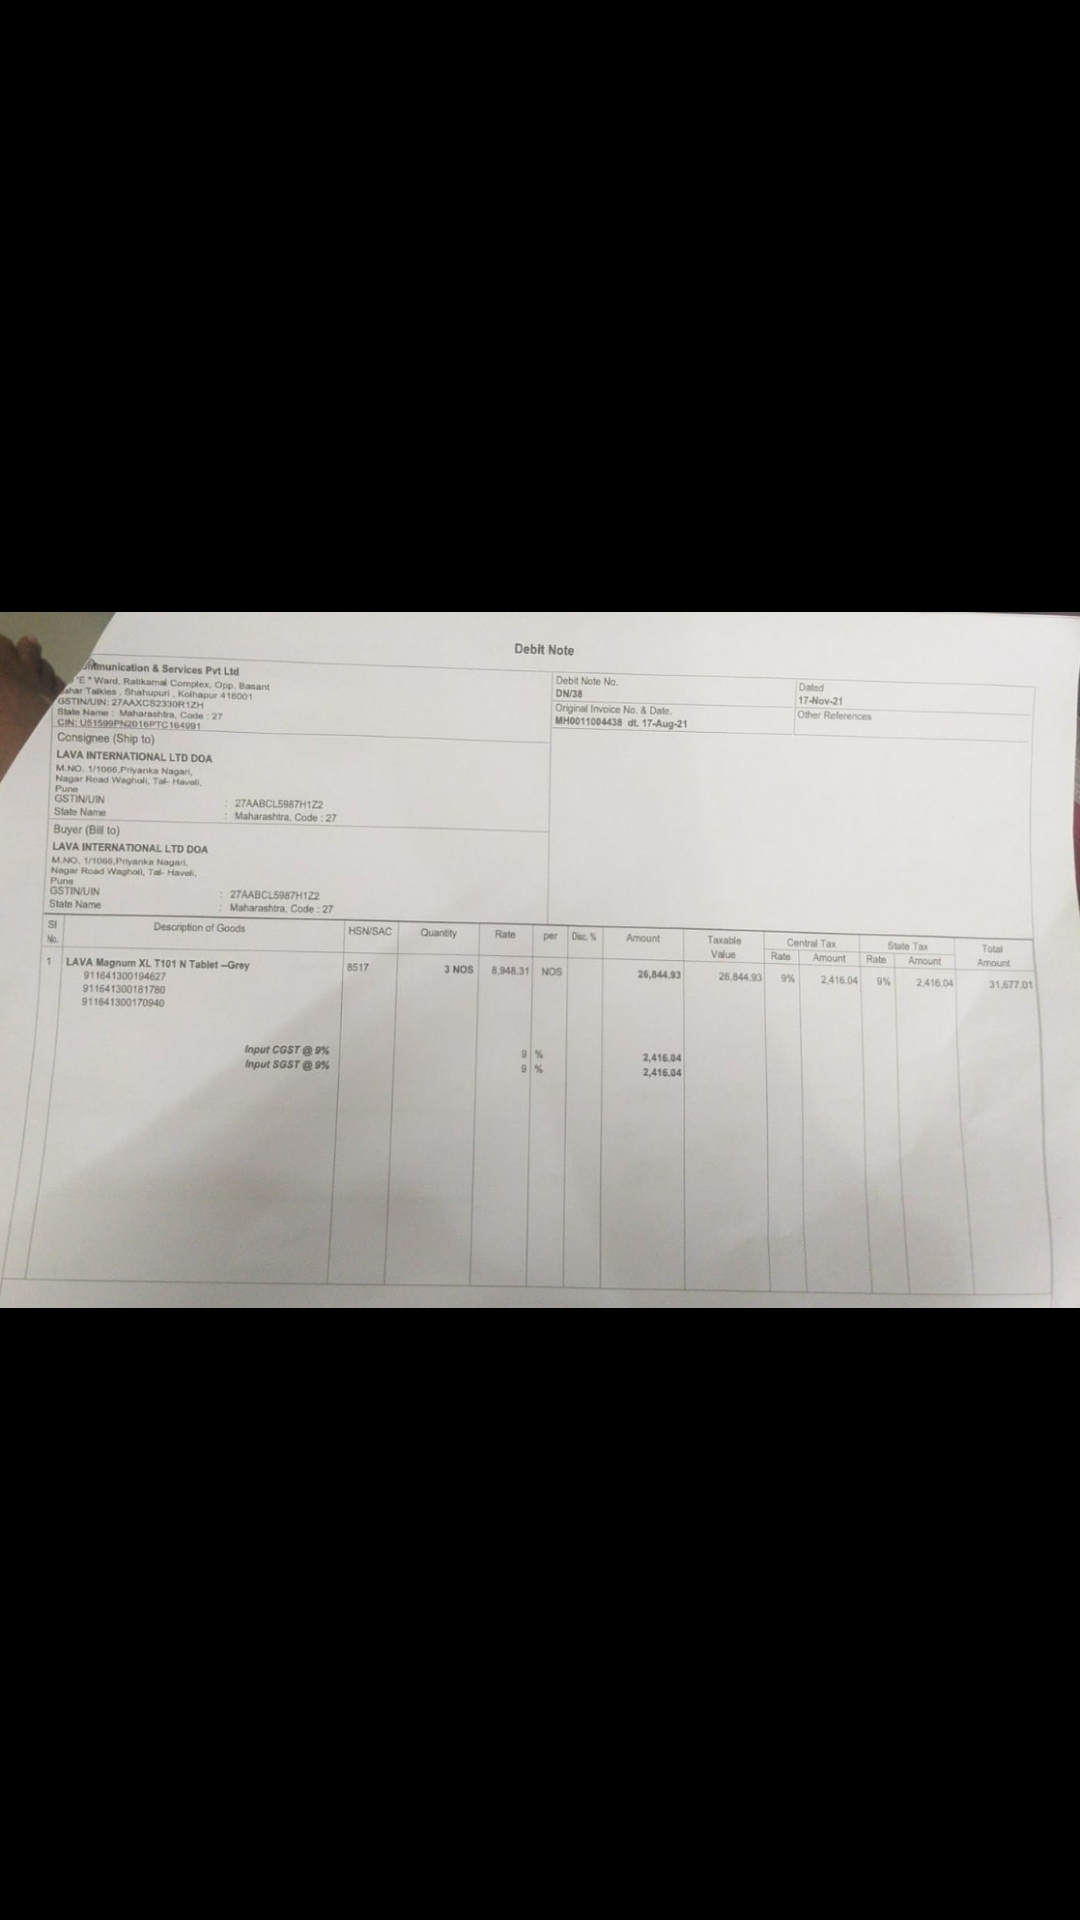 Debit Note
& Services Pvt Ltd
"E" Ward, Ratikamal Complex, Opp. Basant
Talkies, Shahupuri, Kolhapur 416001
GSTIN/UIN: 27AAXCS2330R1ZH
State Name : Maharashtra, Code : 27
CIN: U51599PN2016PTC164991
Debit Note No.
DN/38
Dated
17-Nov-21
Original Invoice No. & Date.
MH0011004438 dt. 17-Aug-21
Other References
Consignee (Ship to)
LAVA INTERNATIONAL LTD DOA
M.NO. 1/1066,Priyanka Nagari,
Nagar Road Wagholi, Tal- Haveli,
Pune
GSTIN/UIN : 27AABCL5987H1Z2
State Name : Maharashtra, Code : 27
Buyer (Bill to)
LAVA INTERNATIONAL LTD DOA
M.NO. 1/1066,Priyanka Nagari,
Nagar Road Wagholi, Tal- Haveli,
Pune
GSTIN/UIN : 27AABCL5987H1Z2
State Name : Maharashtra, Code : 27
Sl No. Description of Goods HSN/SAC Quantity Rate per Disc. % Amount Taxable Value Central Tax State Tax Total Amount
Rate Amount Rate Amount
1 LAVA Magnum XL T101 N Tablet –Grey 8517 3 NOS 8,948.31 NOS 26,844.93 26,844.93 9% 2,416.04 9% 2,416.04 31,677.01
911641300194627
911641300181780
911641300170940
Input CGST @ 9% 9 % 2,416.04
Input SGST @ 9% 9 % 2,416.04